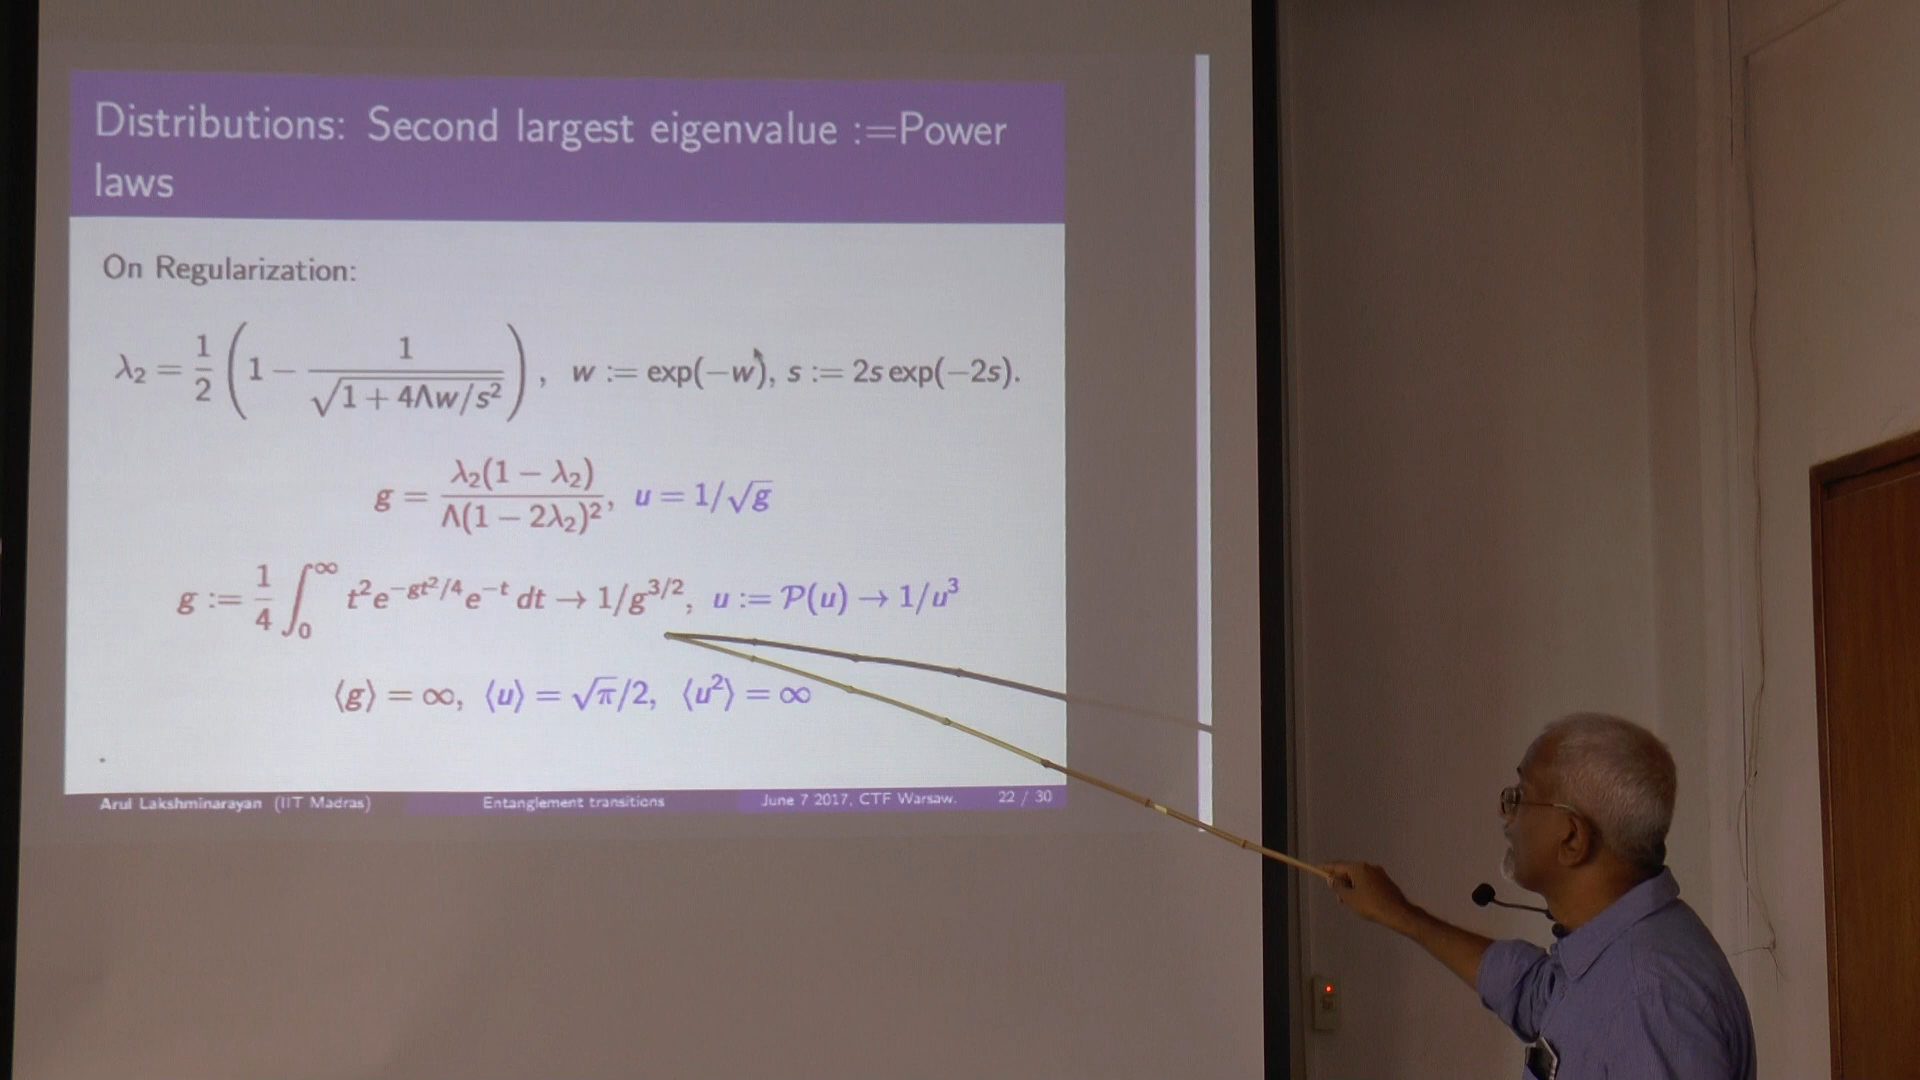 Distributions: Second largest eigenvalue :=Power
laws
On Regularization:
λ₂ = 1/2 (1 − 1/√(1 + 4Λw/s²)), w := exp(−w), s := 2s exp(−2s).
g = λ₂(1 − λ₂)/(Λ(1 − 2λ₂)²), u = 1/√g
g := 1/4 ∫₀^∞ t² e^(−gt²/4) e^(−t) dt → 1/g^(3/2), u := P(u) → 1/u³
⟨g⟩ = ∞, ⟨u⟩ = √π/2, ⟨u²⟩ = ∞
.
Arul Lakshminarayan (IIT Madras) Entanglement transitions June 7 2017, CTF Warsaw. 22 / 30